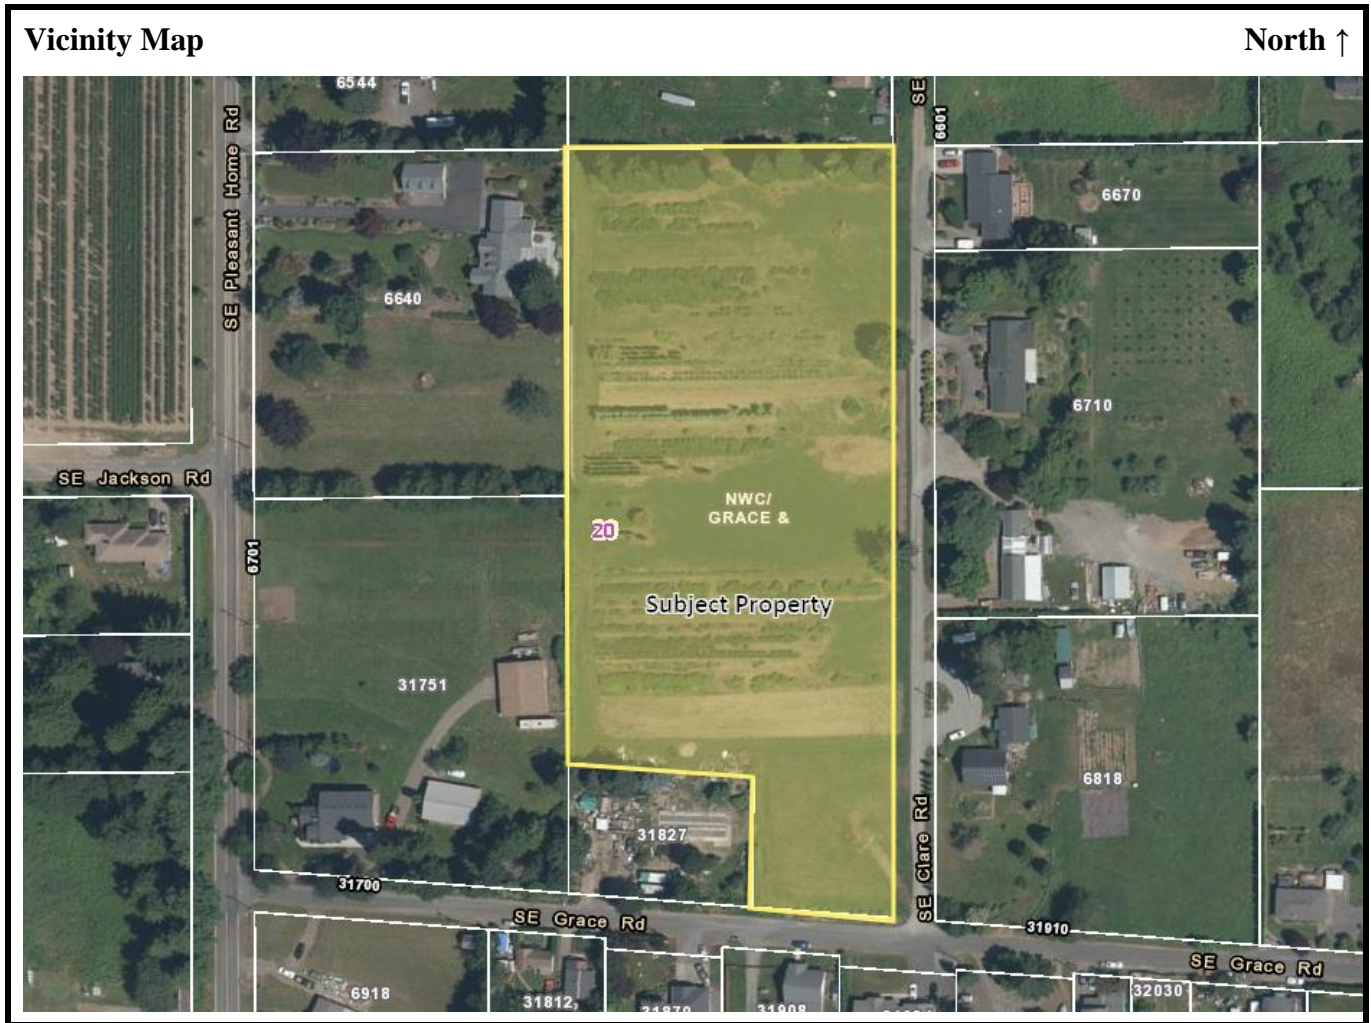 Vicinity Map
North ↑
6544
SE
6601
SE Pleasant Home Rd
6670
6640
6710
SE Jackson Rd
NWC/
GRACE &
20
6701
Subject Property
31751
6818
31827
SE Clare Rd
31700
SE Grace Rd
31910
SE Grace Rd
6918
31812
32030
31870
31908